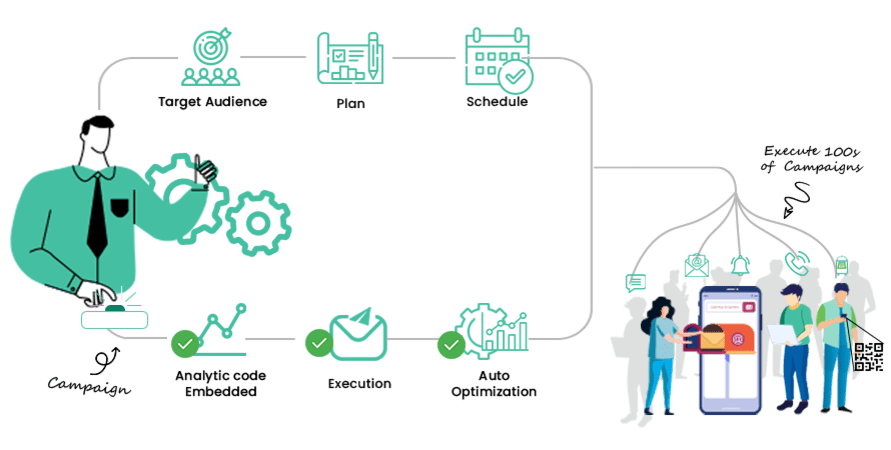 Target Audience
Plan
Schedule
Execute 100s
of Campaigns
Campaign
Analytic code
Embedded
Execution
Auto
Optimization